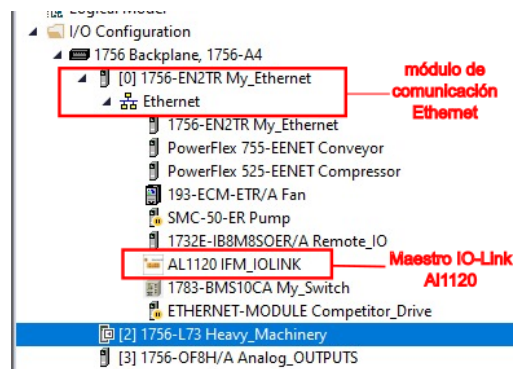 Logical Model
I/O Configuration
1756 Backplane, 1756-A4
[0] 1756-EN2TR My_Ethernet
Ethernet
1756-EN2TR My_Ethernet
PowerFlex 755-EENET Conveyor
PowerFlex 525-EENET Compressor
193-ECM-ETR/A Fan
SMC-50-ER Pump
1732E-IB8M8SOER/A Remote_IO
AL1120 IFM_IOLINK
1783-BMS10CA My_Switch
ETHERNET-MODULE Competitor_Drive
[2] 1756-L73 Heavy_Machinery
[3] 1756-OF8H/A Analog_OUTPUTS
módulo de
comunicación
Ethernet
Maestro IO-Link
Al1120